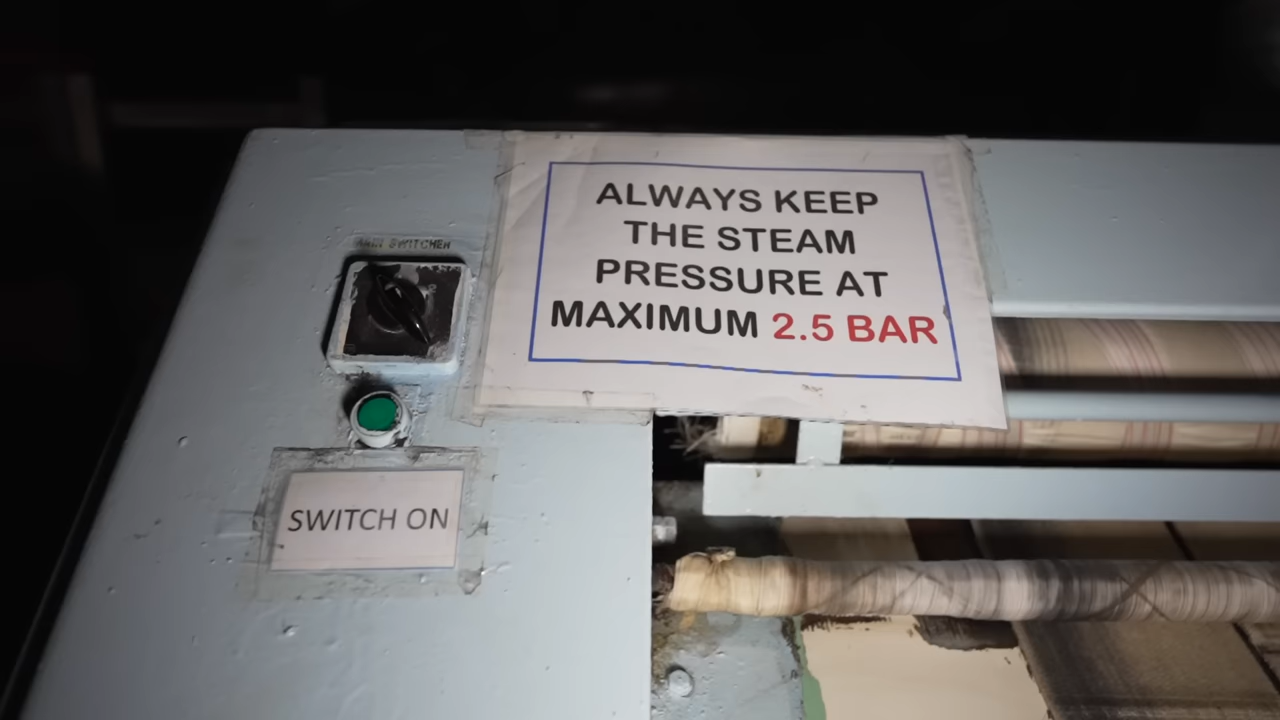 ALWAYS KEEP
THE STEAM
PRESSURE AT
MAXIMUM 2.5 BAR
SWITCH ON